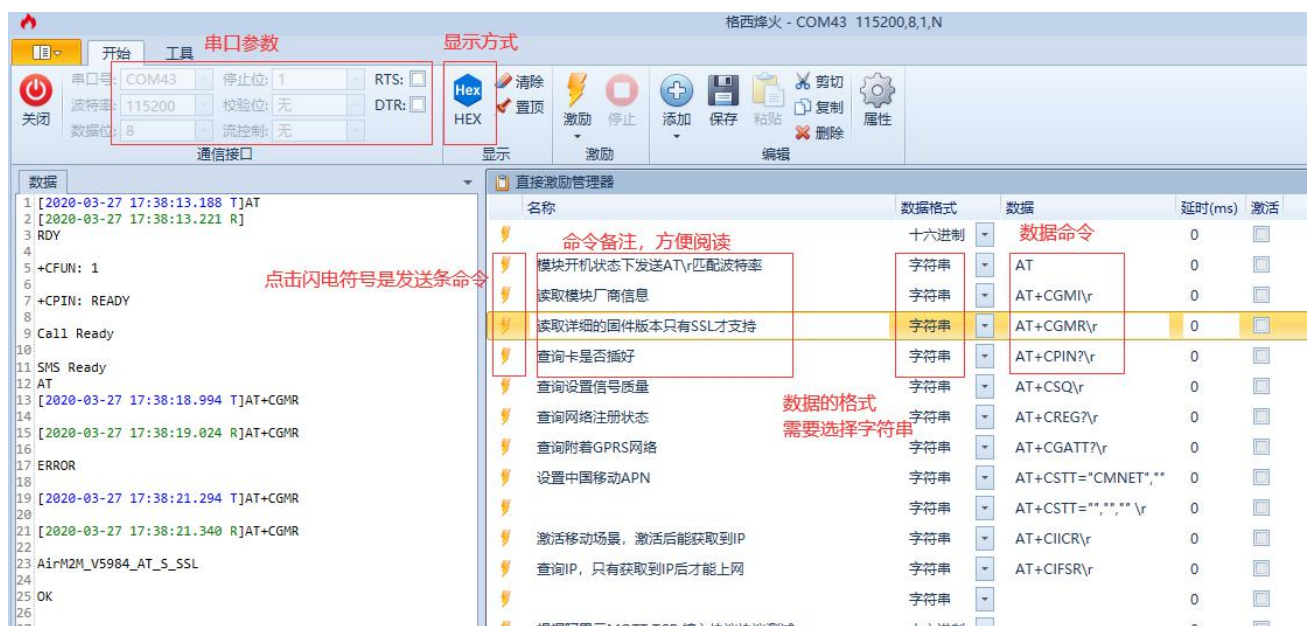 格西烽火 - COM43 115200,8,1,N
开始 工具 串口参数 显示方式
串口号: COM43 停止位: 1 RTS:
波特率: 115200 校验位: 无 DTR:
数据位: 8 流控制: 无
关闭
通信接口
Hex
HEX
清除
置顶
显示
激励 停止
激励
添加 保存 粘贴
剪切
复制
删除
属性
编辑
数据
1 [2020-03-27 17:38:13.188 T]AT
2 [2020-03-27 17:38:13.221 R]
3 RDY
4
5 +CFUN: 1
6
7 +CPIN: READY
8
9 Call Ready
10
11 SMS Ready
12 AT
13 [2020-03-27 17:38:18.994 T]AT+CGMR
14
15 [2020-03-27 17:38:19.024 R]AT+CGMR
16
17 ERROR
18
19 [2020-03-27 17:38:21.294 T]AT+CGMR
20
21 [2020-03-27 17:38:21.340 R]AT+CGMR
22
23 AirM2M_V5984_AT_S_SSL
24
25 OK
26
点击闪电符号是发送条命令
直接激励管理器
名称 数据格式 数据 延时(ms) 激活
命令备注，方便阅读 十六进制 数据命令 0
模块开机状态下发送AT\r匹配波特率 字符串 AT 0
读取模块厂商信息 字符串 AT+CGMI\r 0
读取详细的固件版本只有SSL才支持 字符串 AT+CGMR\r 0
查询卡是否插好 字符串 AT+CPIN?\r 0
查询设置信号质量 字符串 AT+CSQ\r 0
数据的格式
需要选择字符串
查询网络注册状态 字符串 AT+CREG?\r 0
查询附着GPRS网络 字符串 AT+CGATT?\r 0
设置中国移动APN 字符串 AT+CSTT="CMNET","" 0
字符串 AT+CSTT="","","" \r 0
激活移动场景，激活后能获取到IP 字符串 AT+CIICR\r 0
查询IP，只有获取到IP后才能上网 字符串 AT+CIFSR\r 0
字符串 0